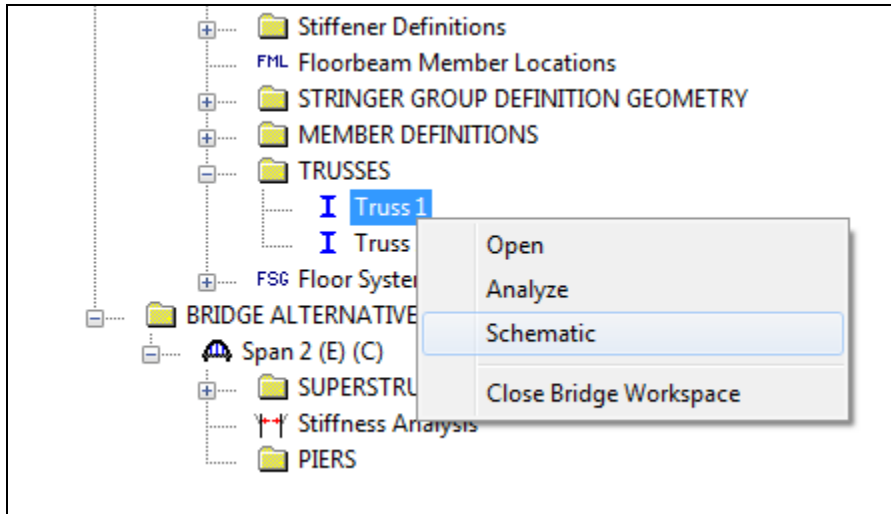 Stiffener Definitions
FML Floorbeam Member Locations
STRINGER GROUP DEFINITION GEOMETRY
MEMBER DEFINITIONS
TRUSSES
Truss 1
Truss
Open
FSG Floor Syste
Analyze
BRIDGE ALTERNATIVE
Schematic
Span 2 (E) (C)
SUPERSTRU
Close Bridge Workspace
Stiffness Analysis
PIERS